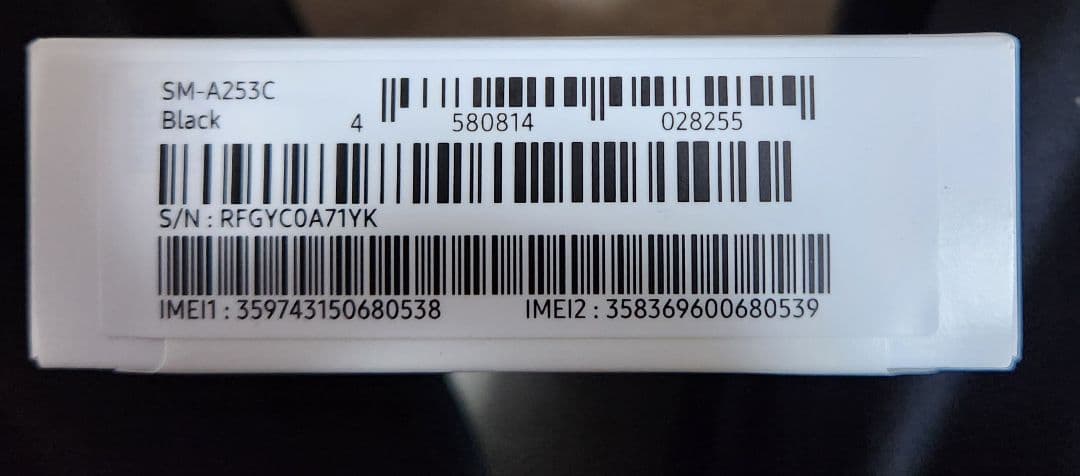 SM-A253C
Black
4 580814 028255
S/N : RFGYC0A71YK
IMEI1 : 359743150680538 IMEI2 : 358369600680539